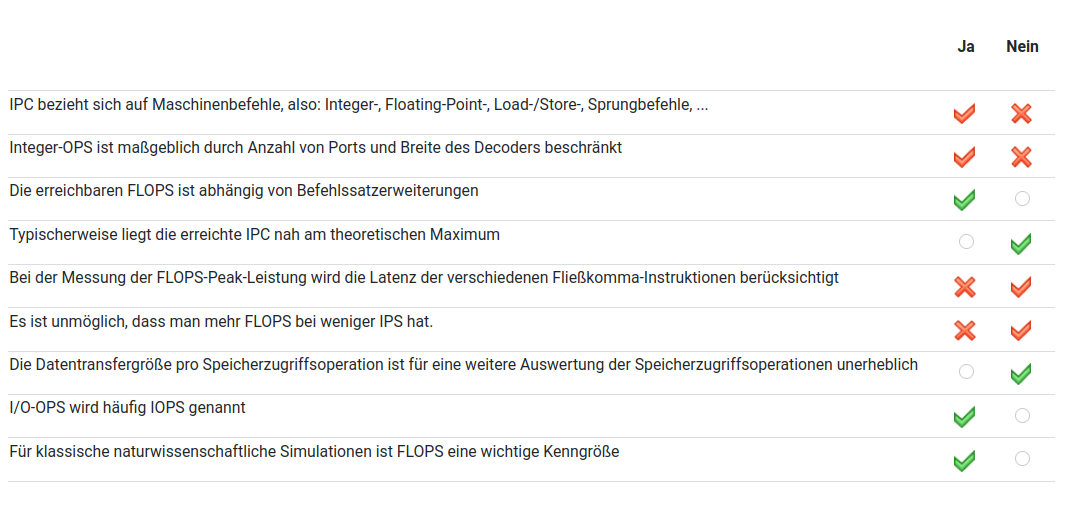 Ja Nein
IPC bezieht sich auf Maschinenbefehle, also: Integer-, Floating-Point-, Load-/Store-, Sprungbefehle, ...
Integer-OPS ist maßgeblich durch Anzahl von Ports und Breite des Decoders beschränkt
Die erreichbaren FLOPS ist abhängig von Befehlssatzerweiterungen
Typischerweise liegt die erreichte IPC nah am theoretischen Maximum
Bei der Messung der FLOPS-Peak-Leistung wird die Latenz der verschiedenen Fließkomma-Instruktionen berücksichtigt
Es ist unmöglich, dass man mehr FLOPS bei weniger IPS hat.
Die Datentransfergröße pro Speicherzugriffsoperation ist für eine weitere Auswertung der Speicherzugriffsoperationen unerheblich
I/O-OPS wird häufig IOPS genannt
Für klassische naturwissenschaftliche Simulationen ist FLOPS eine wichtige Kenngröße